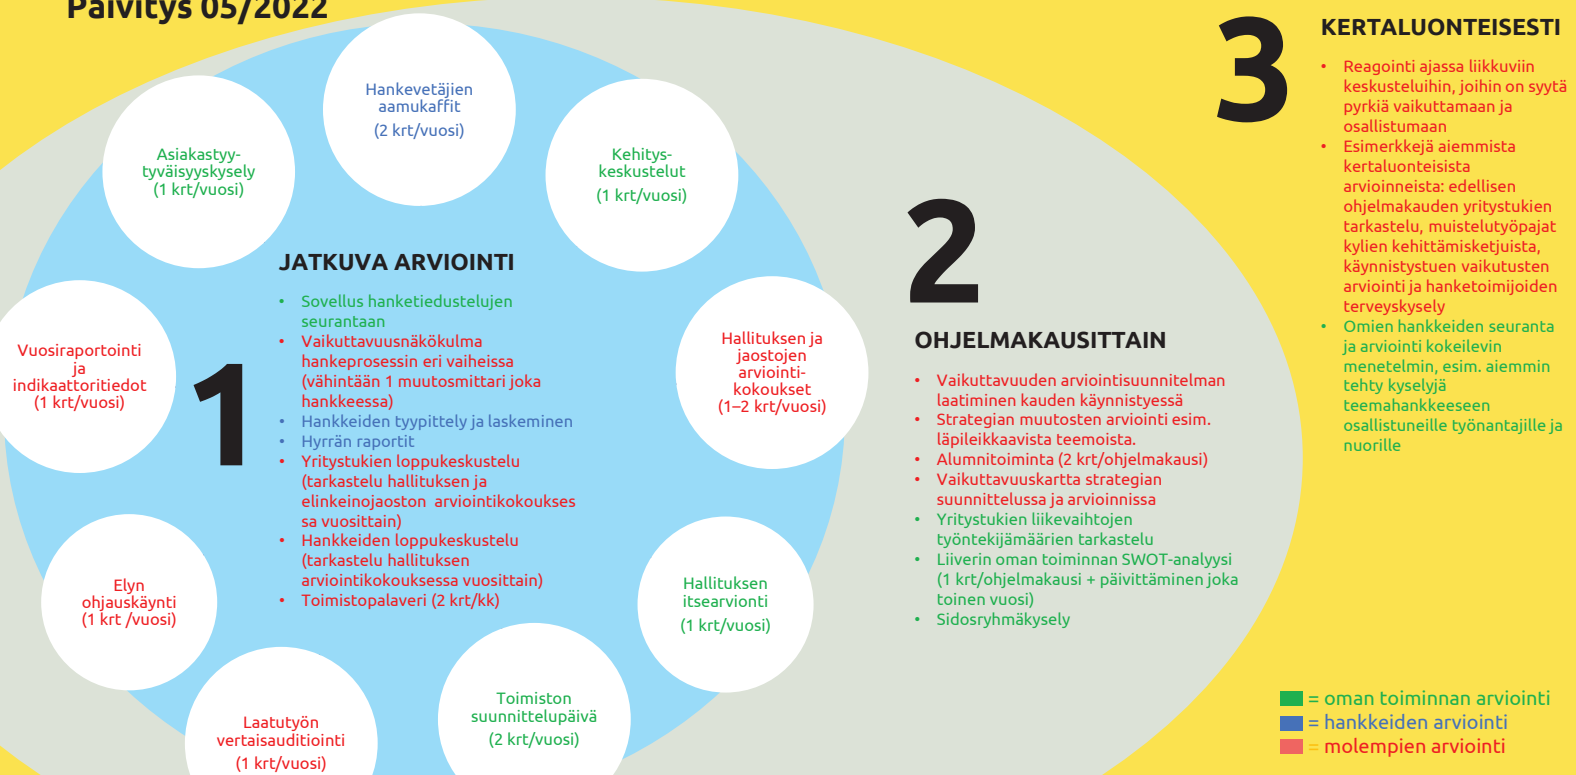 Päivitys 05/2022
Hankevetäjien
aamukaffit
(2 krt/vuosi)
Asiakastyy-
tyväisyyskysely
(1 krt/vuosi)
Kehitys-
keskustelut
(1 krt/vuosi)
Vuosiraportointi
ja
indikaattoritiedot
(1 krt/vuosi)
Hallituksen ja
jaostojen
arviointi-
kokoukset
(1–2 krt/vuosi)
Elyn
ohjauskäynti
(1 krt /vuosi)
Hallituksen
itsearvionti
(1 krt/vuosi)
Laatutyön
vertaisauditiointi
(1 krt/vuosi)
Toimiston
suunnittelupäivä
(2 krt/vuosi)
1
JATKUVA ARVIOINTI
• Sovellus hanketiedustelujen
seurantaan
• Vaikuttavuusnäkökulma
hankeprosessin eri vaiheissa
(vähintään 1 muutosmittari joka
hankkeessa)
• Hankkeiden tyypittely ja laskeminen
• Hyrrän raportit
• Yritystukien loppukeskustelu
(tarkastelu hallituksen ja
elinkeinojaoston arviointikokoukses
sa vuosittain)
• Hankkeiden loppukeskustelu
(tarkastelu hallituksen
arviointikokouksessa vuosittain)
• Toimistopalaveri (2 krt/kk)
2
OHJELMAKAUSITTAIN
• Vaikuttavuuden arviointisuunnitelman
laatiminen kauden käynnistyessä
• Strategian muutosten arviointi esim.
läpileikkaavista teemoista.
• Alumnitoiminta (2 krt/ohjelmakausi)
• Vaikuttavuuskartta strategian
suunnittelussa ja arvioinnissa
• Yritystukien liikevaihtojen
työntekijämäärien tarkastelu
• Liiverin oman toiminnan SWOT-analyysi
(1 krt/ohjelmakausi + päivittäminen joka
toinen vuosi)
• Sidosryhmäkysely
3
KERTALUONTEISESTI
• Reagointi ajassa liikkuviin
keskusteluihin, joihin on syytä
pyrkiä vaikuttamaan ja
osallistumaan
• Esimerkkejä aiemmista
kertaluonteisista
arvioinneista: edellisen
ohjelmakauden yritystukien
tarkastelu, muistelutyöpajat
kylien kehittämisketjuista,
käynnistystuen vaikutusten
arviointi ja hanketoimijoiden
terveyskysely
• Omien hankkeiden seuranta
ja arviointi kokeilevin
menetelmin, esim. aiemmin
tehty kyselyjä
teemahankkeeseen
osallistuneille työnantajille ja
nuorille
= oman toiminnan arviointi
= hankkeiden arviointi
= molempien arviointi